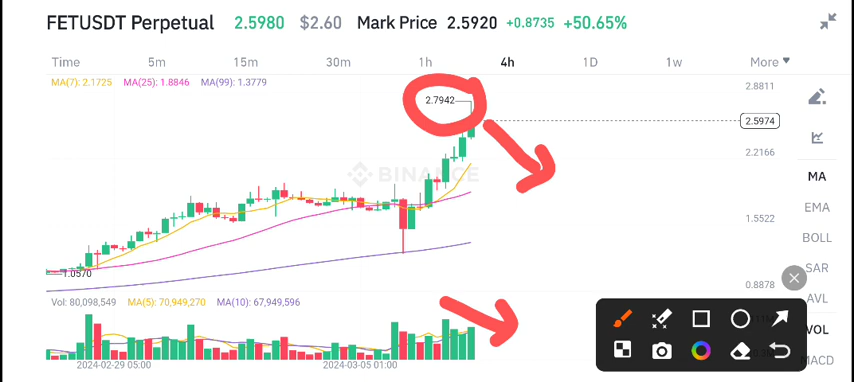 FETUSDT Perpetual 2.5980 $2.60 Mark Price 2.5920 +0.8735 +50.65%
Time 5m 15m 30m 1h 4h 1D 1w More
MA(7): 2.1725 MA(25): 1.8846 MA(99): 1.3779
2.8811
2.7942
2.5974
2.2166
BINANCE
MA
EMA
1.5522
BOLL
SAR
1.0570
0.8878
AVL
Vol: 80,098,549 MA(5): 70,949,270 MA(10): 67,949,596
VOL
MACD
2024-02-29 05:00 2024-03-05 01:00